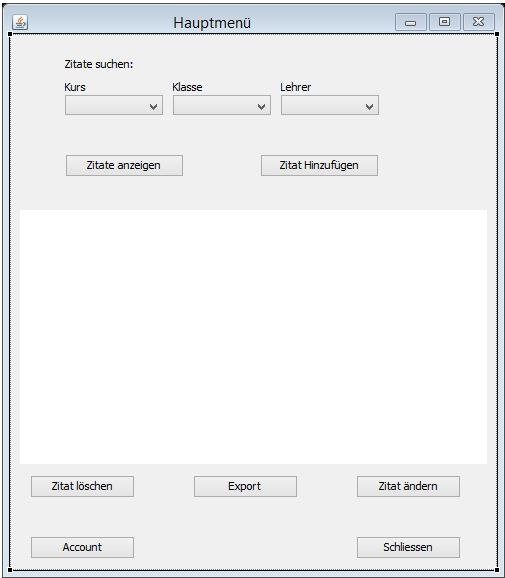 Hauptmenü
Zitate suchen:
Kurs Klasse Lehrer
Zitate anzeigen Zitat Hinzufügen
Zitat löschen Export Zitat ändern
Account Schliessen